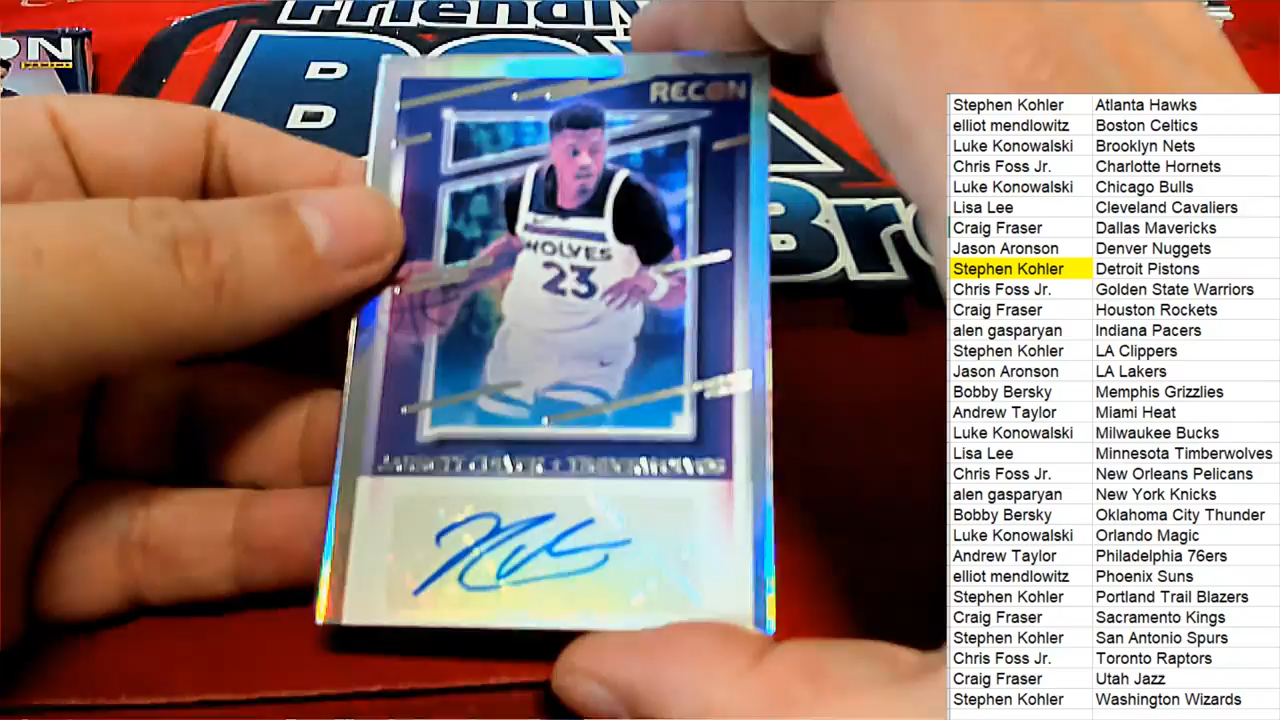 Friendly
BO
D
D
Bro
ON
PANINI
RECON
WOLVES
23
Stephen Kohler Atlanta Hawks
elliot mendlowitz Boston Celtics
Luke Konowalski Brooklyn Nets
Chris Foss Jr. Charlotte Hornets
Luke Konowalski Chicago Bulls
Lisa Lee Cleveland Cavaliers
Craig Fraser Dallas Mavericks
Jason Aronson Denver Nuggets
Stephen Kohler Detroit Pistons
Chris Foss Jr. Golden State Warriors
Craig Fraser Houston Rockets
alen gasparyan Indiana Pacers
Stephen Kohler LA Clippers
Jason Aronson LA Lakers
Bobby Bersky Memphis Grizzlies
Andrew Taylor Miami Heat
Luke Konowalski Milwaukee Bucks
Lisa Lee Minnesota Timberwolves
Chris Foss Jr. New Orleans Pelicans
alen gasparyan New York Knicks
Bobby Bersky Oklahoma City Thunder
Luke Konowalski Orlando Magic
Andrew Taylor Philadelphia 76ers
elliot mendlowitz Phoenix Suns
Stephen Kohler Portland Trail Blazers
Craig Fraser Sacramento Kings
Stephen Kohler San Antonio Spurs
Chris Foss Jr. Toronto Raptors
Craig Fraser Utah Jazz
Stephen Kohler Washington Wizards